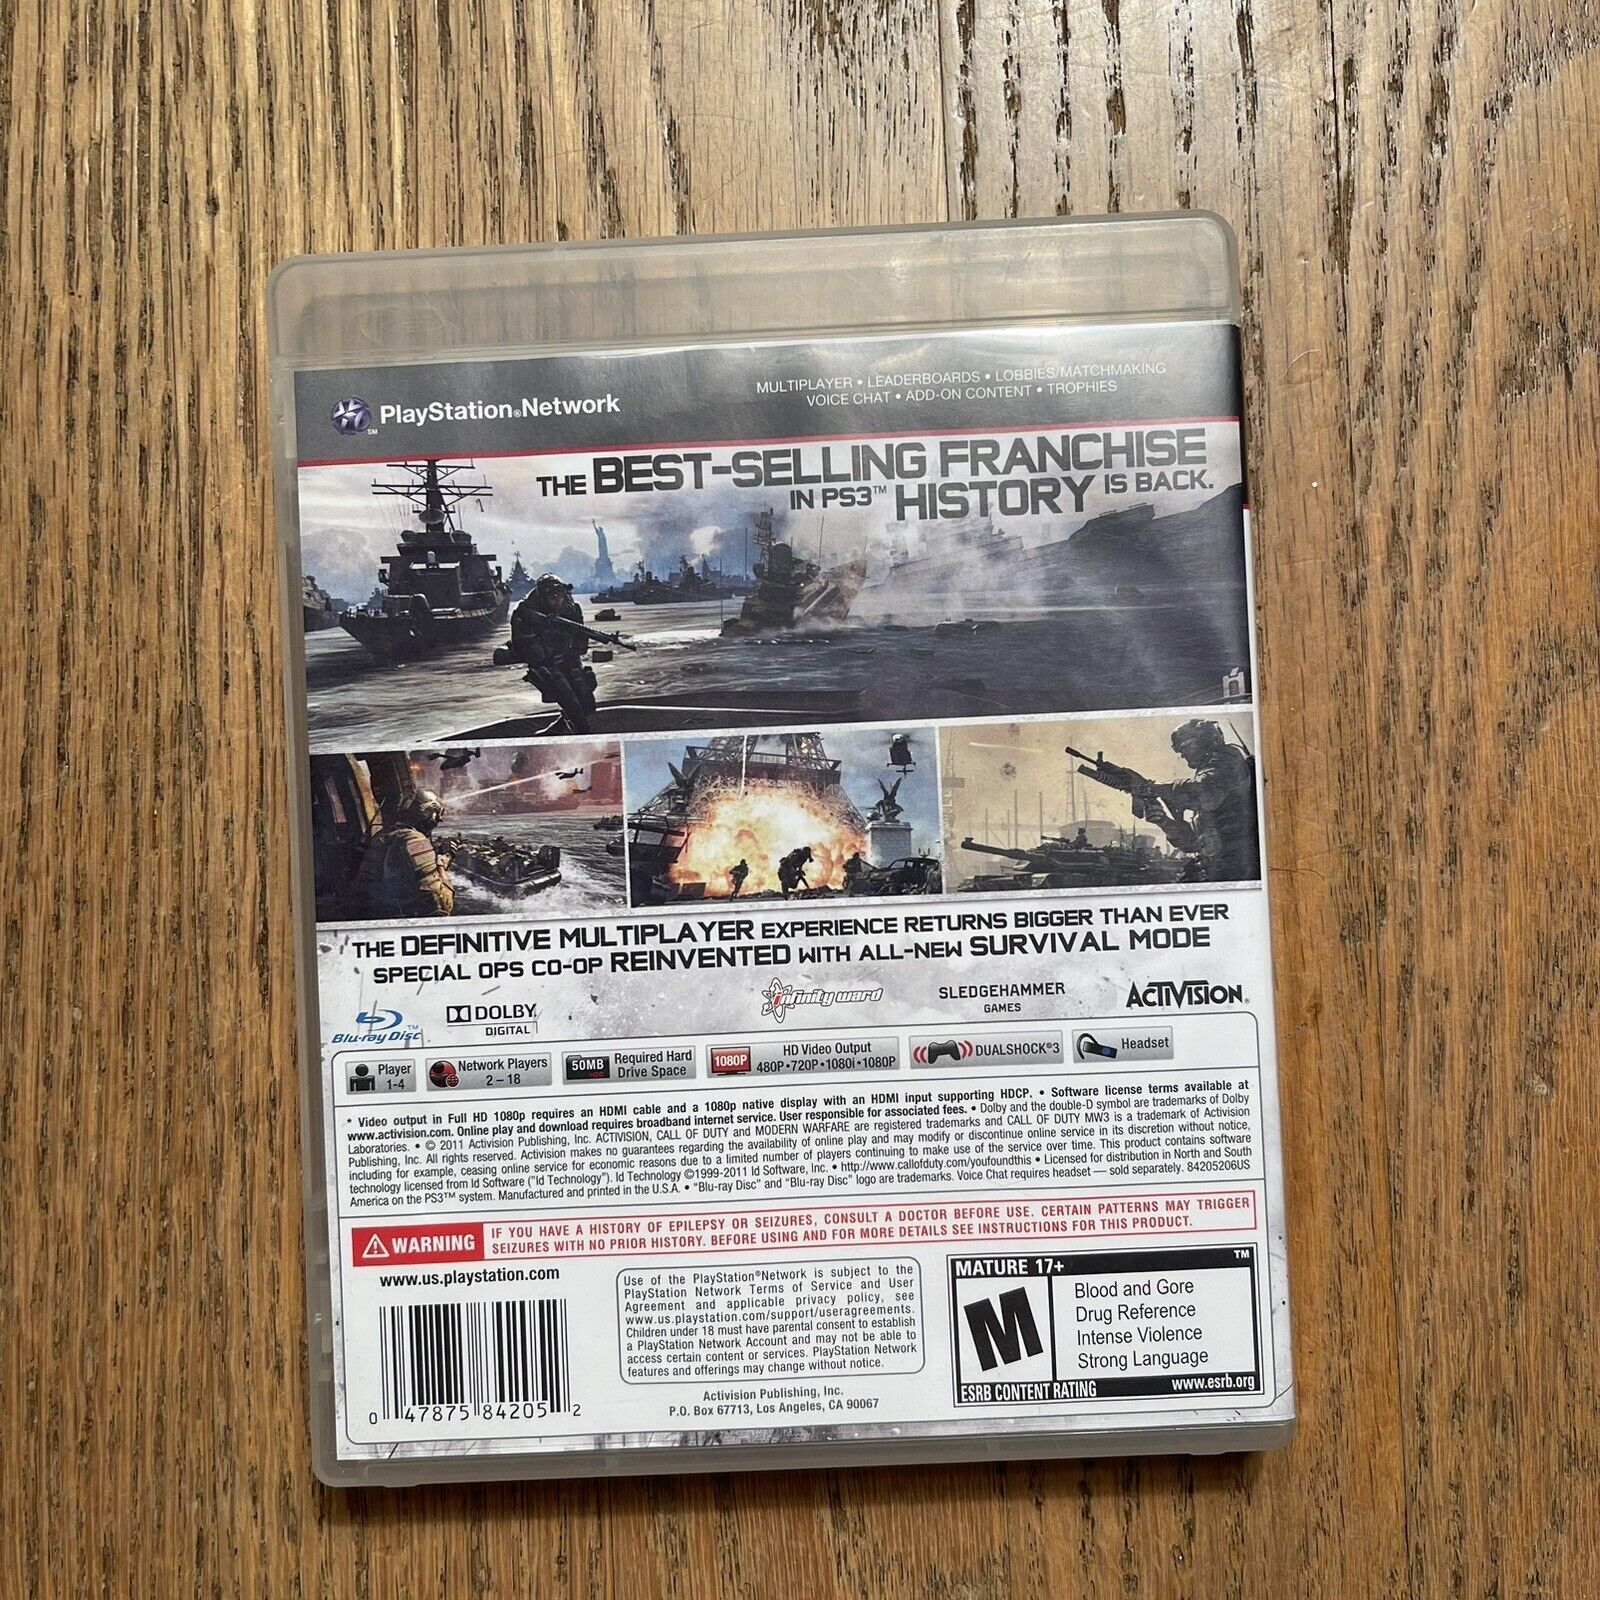 PlayStation®Network
SM
MULTIPLAYER • LEADERBOARDS • LOBBIES/MATCHMAKING
VOICE CHAT • ADD-ON CONTENT • TROPHIES
THE BEST-SELLING FRANCHISE
IN PS3™ HISTORY IS BACK.
THE DEFINITIVE MULTIPLAYER EXPERIENCE RETURNS BIGGER THAN EVER
SPECIAL OPS CO-OP REINVENTED WITH ALL-NEW SURVIVAL MODE
Blu-ray Disc™
DOLBY
DIGITAL
infinity ward
SLEDGEHAMMER
GAMES
ACTIVISION®
Player
1-4
Network Players
2 – 18
50MB
HDD
Required Hard
Drive Space
1080P
HD Video Output
480P•720P•1080i•1080P
DUALSHOCK®3
Headset
* Video output in Full HD 1080p requires an HDMI cable and a 1080p native display with an HDMI input supporting HDCP. • Software license terms available at
www.activision.com. Online play and download requires broadband internet service. User responsible for associated fees. • Dolby and the double-D symbol are trademarks of Dolby
Laboratories. • © 2011 Activision Publishing, Inc. ACTIVISION, CALL OF DUTY and MODERN WARFARE are registered trademarks and CALL OF DUTY MW3 is a trademark of Activision
Publishing, Inc. All rights reserved. Activision makes no guarantees regarding the availability of online play and may modify or discontinue online service in its discretion without notice,
including for example, ceasing online service for economic reasons due to a limited number of players continuing to make use of the service over time. This product contains software
technology licensed from Id Software ("Id Technology"). Id Technology ©1999-2011 Id Software, Inc. • http://www.callofduty.com/youfoundthis • Licensed for distribution in North and South
America on the PS3™ system. Manufactured and printed in the U.S.A. • "Blu-ray Disc" and "Blu-ray Disc" logo are trademarks. Voice Chat requires headset — sold separately. 84205206US
WARNING
IF YOU HAVE A HISTORY OF EPILEPSY OR SEIZURES, CONSULT A DOCTOR BEFORE USE. CERTAIN PATTERNS MAY TRIGGER
SEIZURES WITH NO PRIOR HISTORY. BEFORE USING AND FOR MORE DETAILS SEE INSTRUCTIONS FOR THIS PRODUCT.
www.us.playstation.com
0 47875 84205 2
Use of the PlayStation®Network is subject to the
PlayStation Network Terms of Service and User
Agreement and applicable privacy policy, see
www.us.playstation.com/support/useragreements.
Children under 18 must have parental consent to establish
a PlayStation Network Account and may not be able to
access certain content or services. PlayStation Network
features and offerings may change without notice.
Activision Publishing, Inc.
P.O. Box 67713, Los Angeles, CA 90067
MATURE 17+
TM
M
Blood and Gore
Drug Reference
Intense Violence
Strong Language
ESRB CONTENT RATING
www.esrb.org